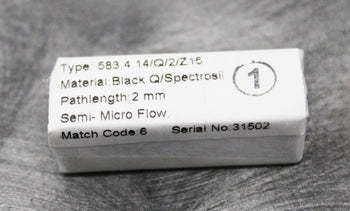 Type. 583.4.14/Q/2/Z15
Material:Black Q/Spectrosil
Pathlength:2 mm
Semi- Micro Flow.
Match Code:6 Serial No:31502
1